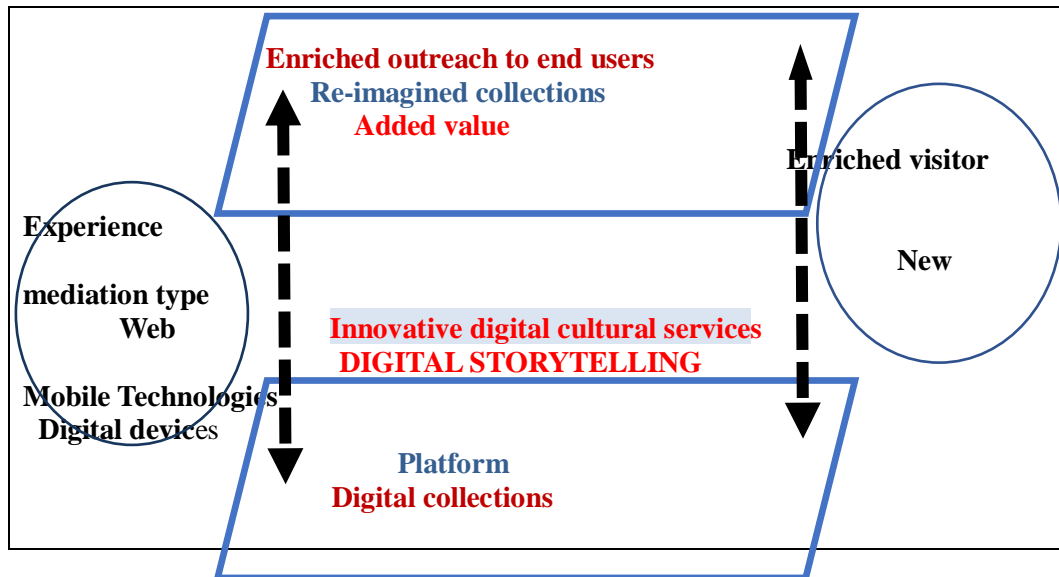 Enriched outreach to end users
Re-imagined collections
Added value
Enriched visitor
Experience
New
mediation type
Web
Innovative digital cultural services
DIGITAL STORYTELLING
Mobile Technologies
Digital devices
Platform
Digital collections